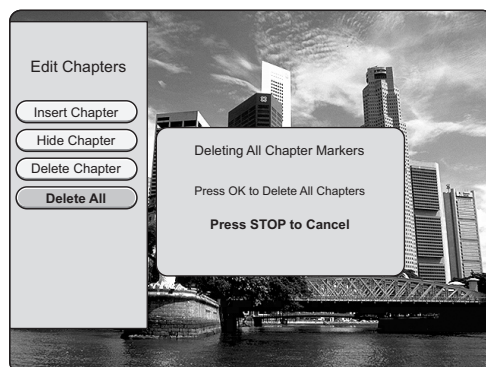 Edit Chapters
Insert Chapter
Hide Chapter
Delete Chapter
Delete All
Deleting All Chapter Markers
Press OK to Delete All Chapters
Press STOP to Cancel